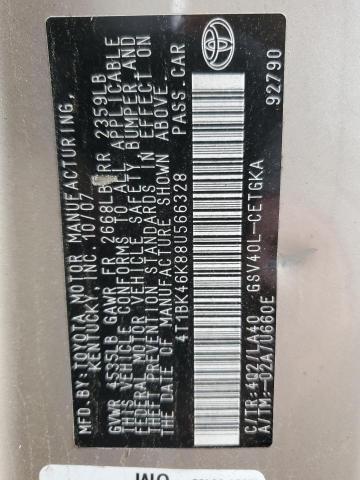 MFD.BY:TOYOTA MOTOR MANUFACTURING,
KENTUCKY, INC. 10/07
GVWR 4535LB GAWR FR 2668LB RR 2359LB
THIS VEHICLE CONFORMS TO ALL APPLICABLE
FEDERAL MOTOR VEHICLE SAFETY, BUMPER, AND
THEFT PREVENTION STANDARDS IN EFFECT ON
THE DATE OF MANUFACTURE SHOWN ABOVE.
4T1BK46K88U566328 PASS.CAR
C/TR:4Q2/LA40 GSV40L-CETGKA
A/TM:-02A/U660E 92790